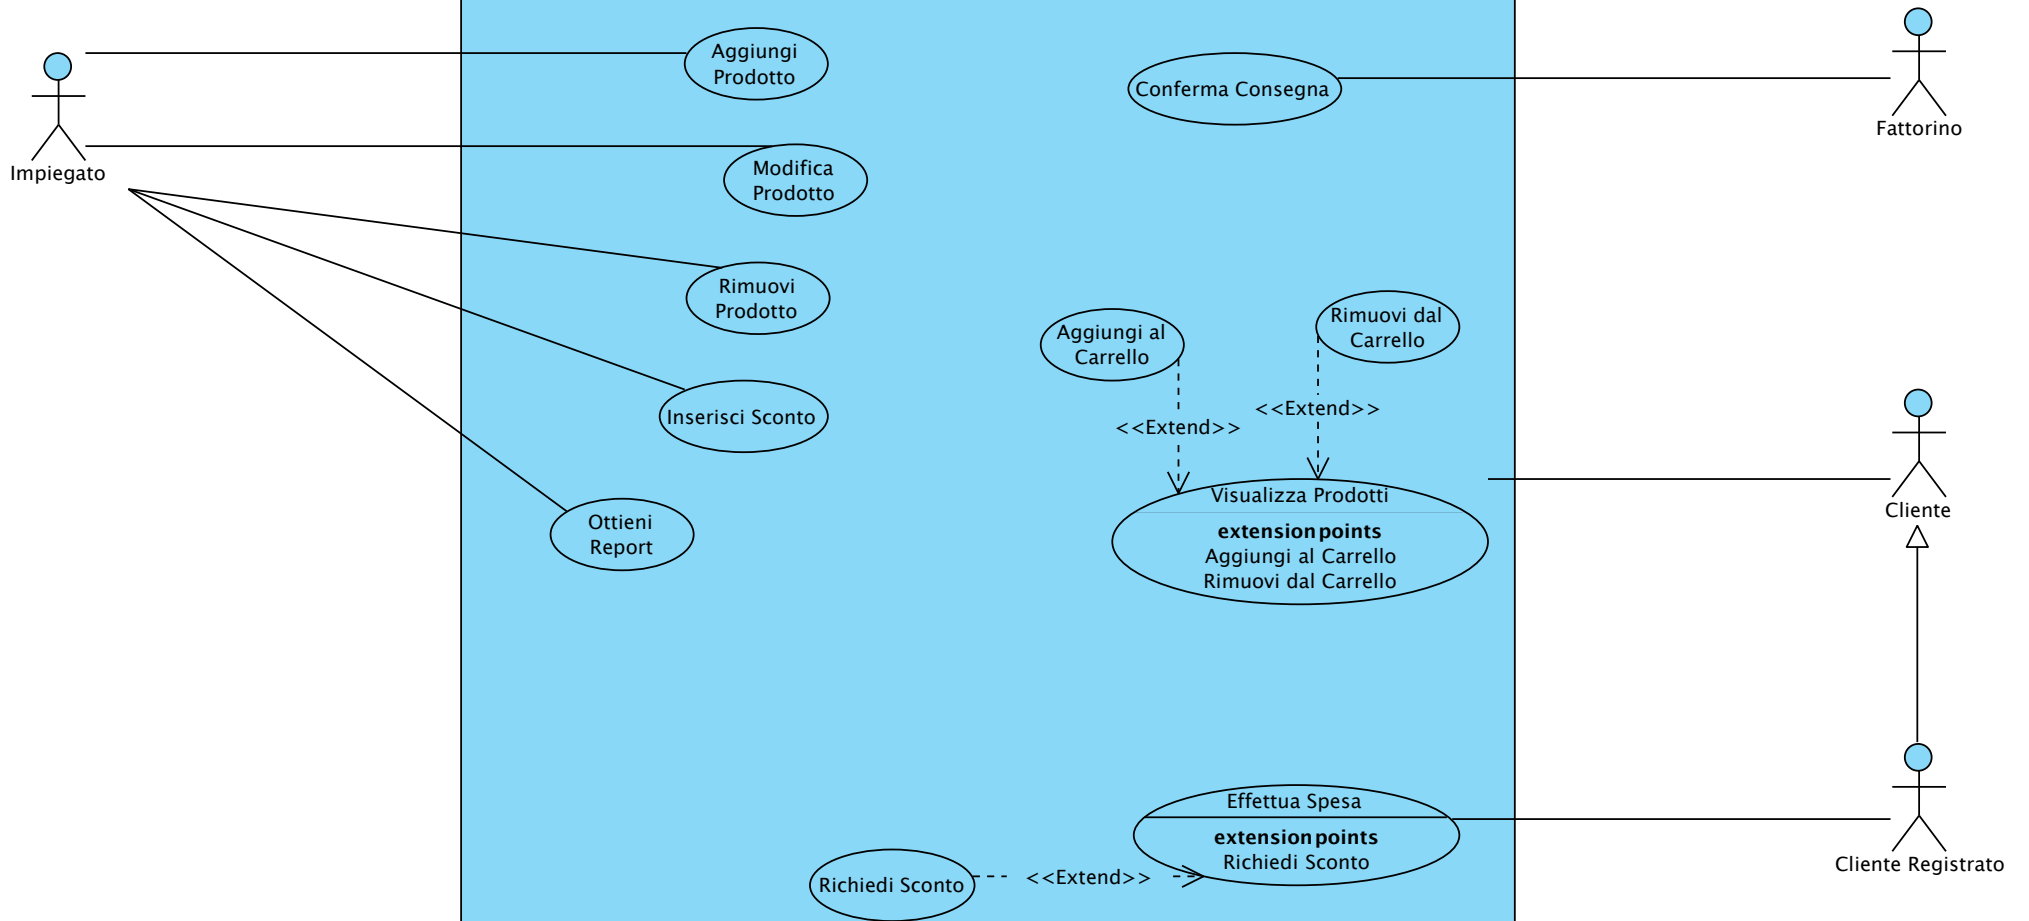 Aggiungi
Prodotto
Conferma Consegna
Fattorino
Impiegato
Modifica
Prodotto
Rimuovi
Prodotto
Aggiungi al
Carrello
Rimuovi dal
Carrello
<<Extend>>
<<Extend>>
Inserisci Sconto
Visualizza Prodotti
extension points
Aggiungi al Carrello
Rimuovi dal Carrello
Cliente
Ottieni
Report
Effettua Spesa
extension points
Richiedi Sconto
Richiedi Sconto
<<Extend>>
Cliente Registrato